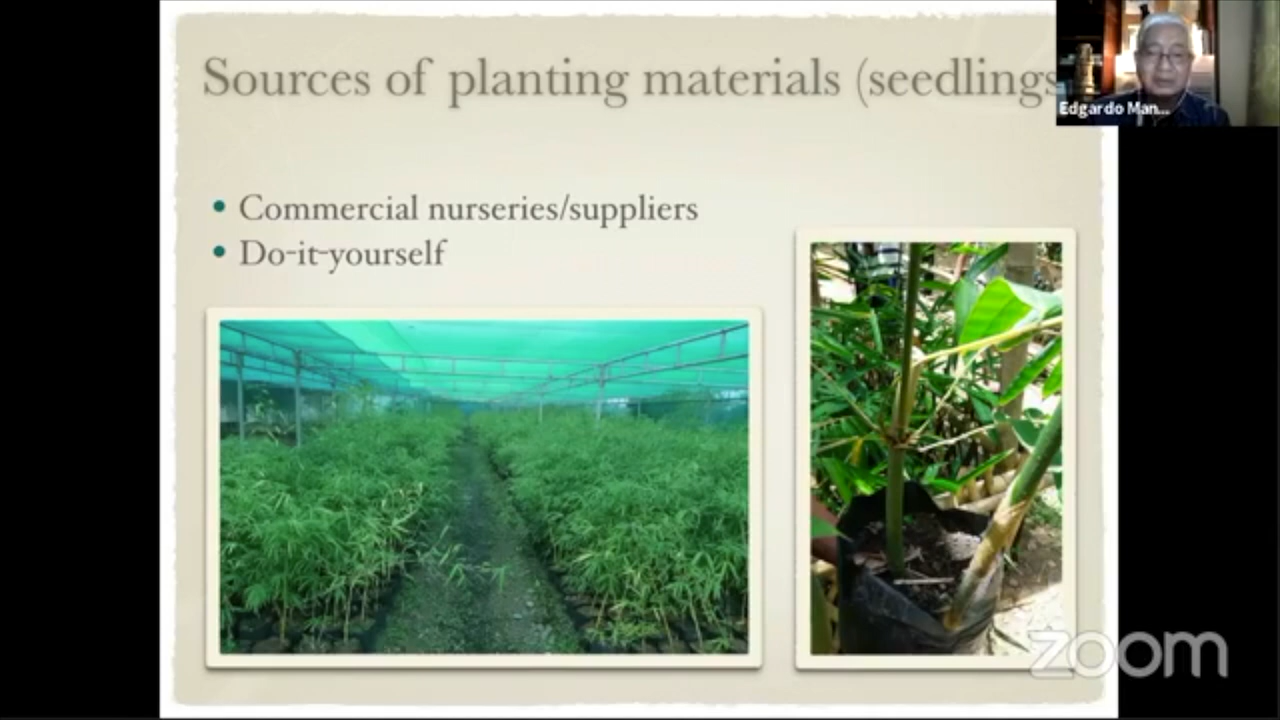 Sources of planting materials (seedlings
Edgardo Man...
• Commercial nurseries/suppliers
• Do-it-yourself
zoom